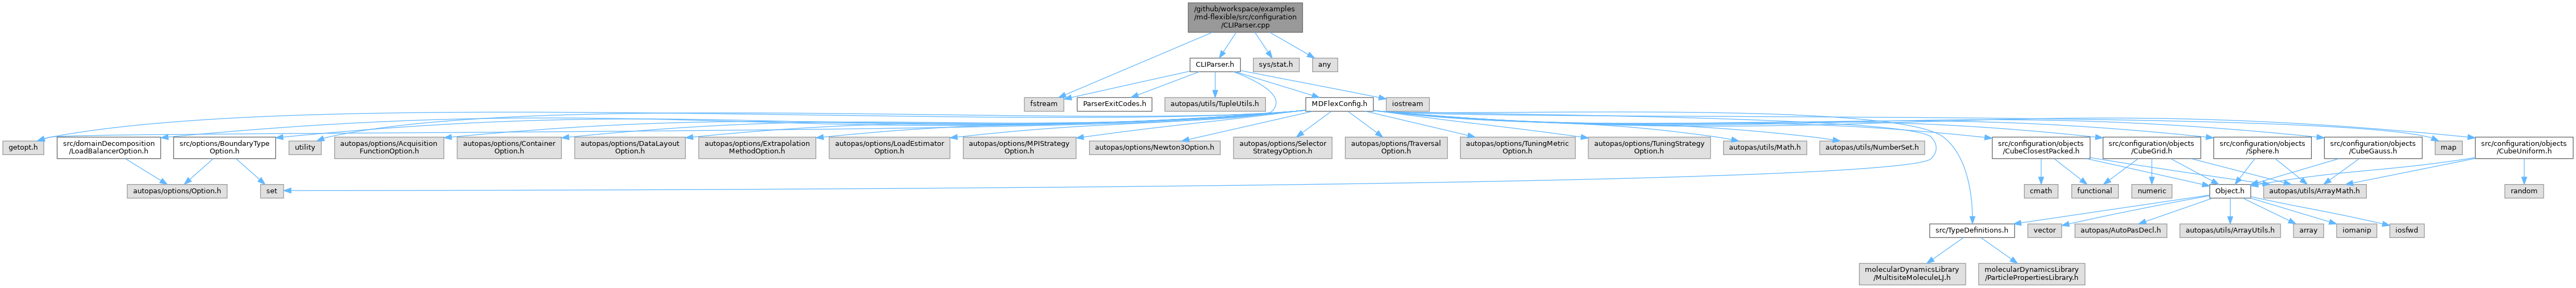 /github/workspace/examples
/md-flexible/src/configuration
/CLIParser.cpp
CLIParser.h
sys/stat.h
any
fstream
ParserExitCodes.h
autopas/utils/TupleUtils.h
MDFlexConfig.h
iostream
getopt.h
src/domainDecomposition
/LoadBalancerOption.h
src/options/BoundaryType
Option.h
utility
autopas/options/Acquisition
FunctionOption.h
autopas/options/Container
Option.h
autopas/options/DataLayout
Option.h
autopas/options/Extrapolation
MethodOption.h
autopas/options/LoadEstimator
Option.h
autopas/options/MPIStrategy
Option.h
autopas/options/Newton3Option.h
autopas/options/Selector
StrategyOption.h
autopas/options/Traversal
Option.h
autopas/options/TuningMetric
Option.h
autopas/options/TuningStrategy
Option.h
autopas/utils/Math.h
autopas/utils/NumberSet.h
src/configuration/objects
/CubeClosestPacked.h
src/configuration/objects
/CubeGrid.h
src/configuration/objects
/Sphere.h
src/configuration/objects
/CubeGauss.h
map
src/configuration/objects
/CubeUniform.h
autopas/options/Option.h
set
cmath
functional
numeric
Object.h
autopas/utils/ArrayMath.h
random
src/TypeDefinitions.h
vector
autopas/AutoPasDecl.h
autopas/utils/ArrayUtils.h
array
iomanip
iosfwd
molecularDynamicsLibrary
/MultisiteMoleculeLJ.h
molecularDynamicsLibrary
/ParticlePropertiesLibrary.h